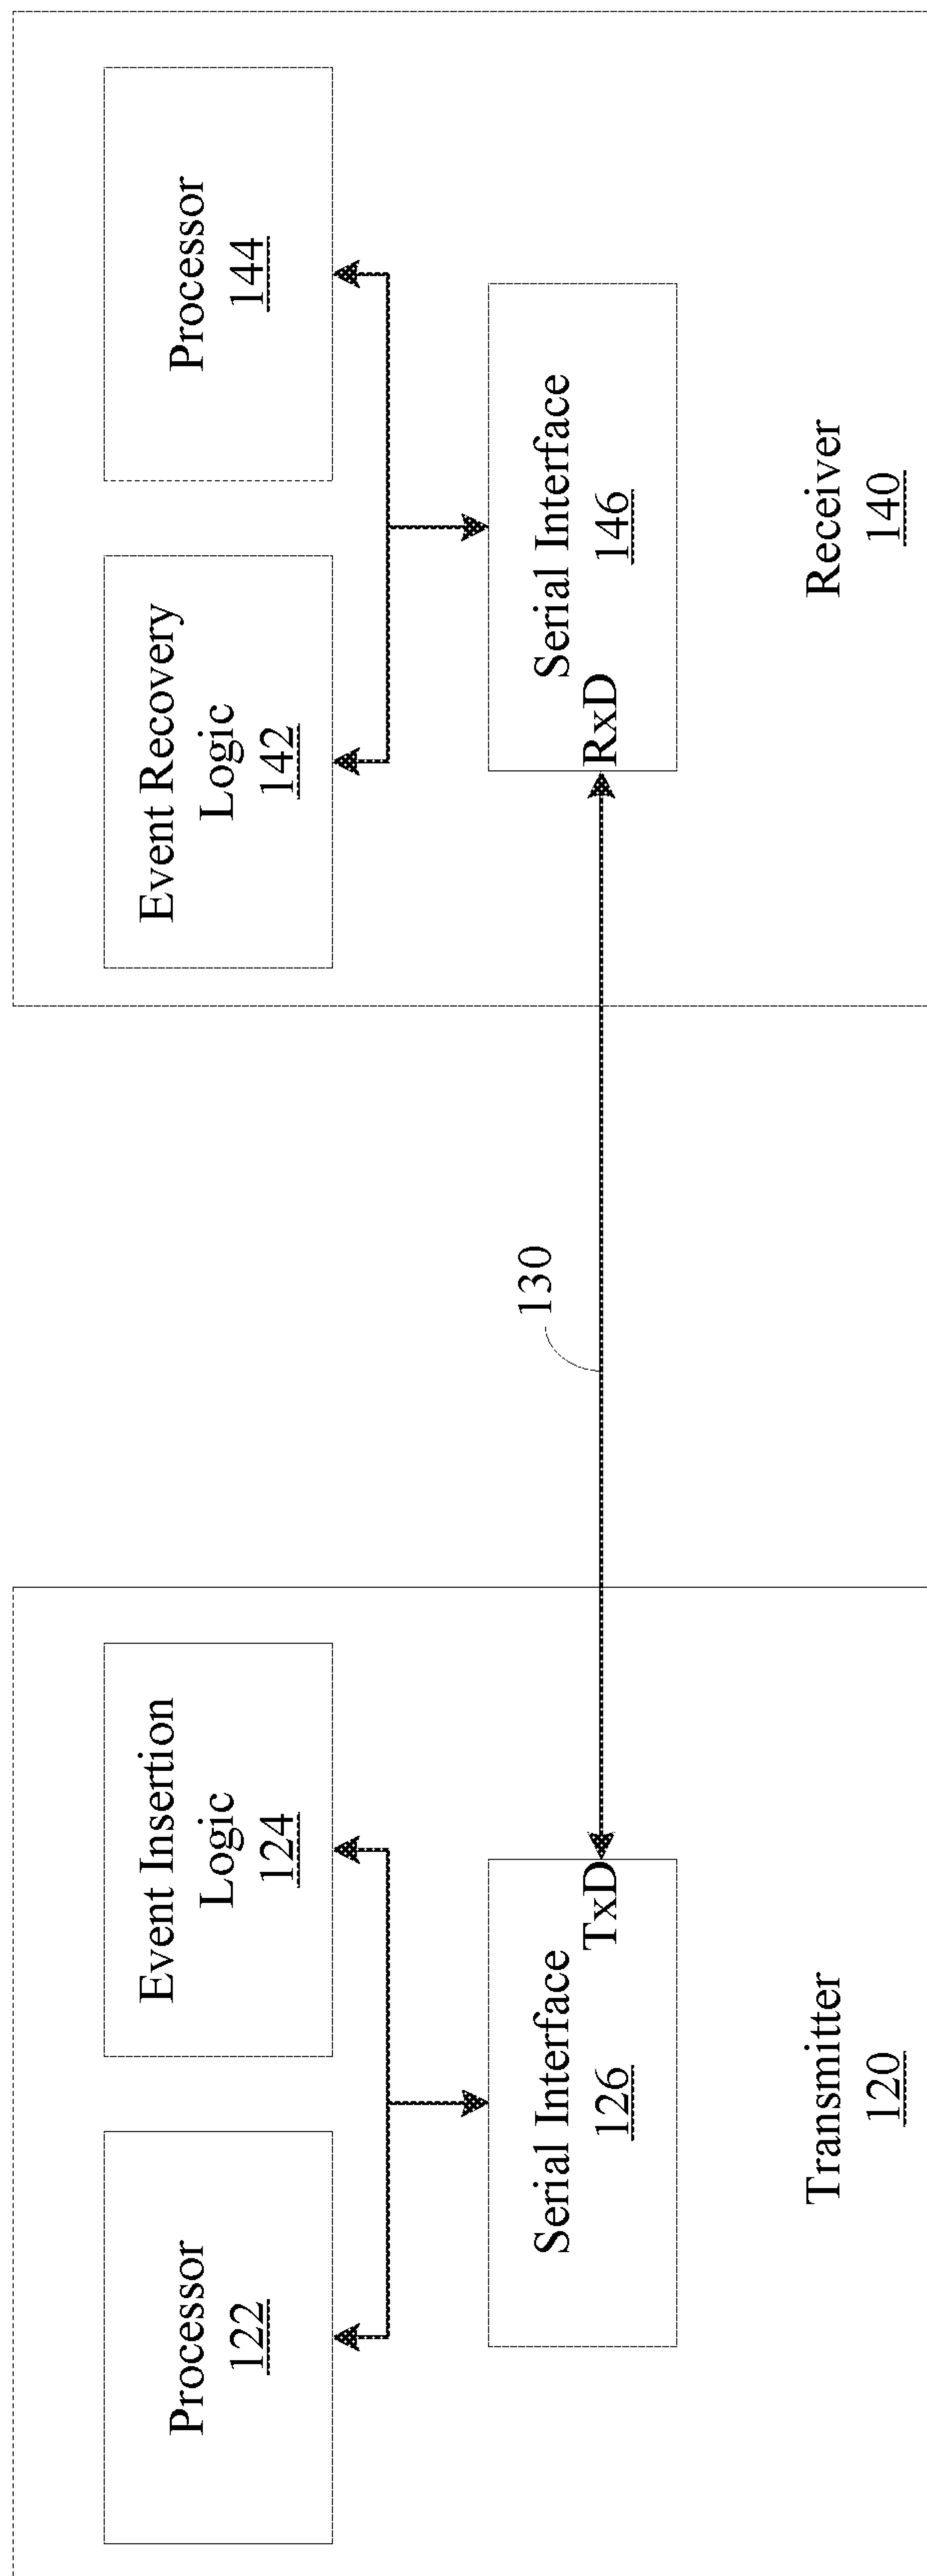 Processor
122
Event Insertion
Logic
124
Serial Interface
126
TxD
Transmitter
120
130
Event Recovery
Logic
142
Processor
144
Serial Interface
146
RxD
Receiver
140